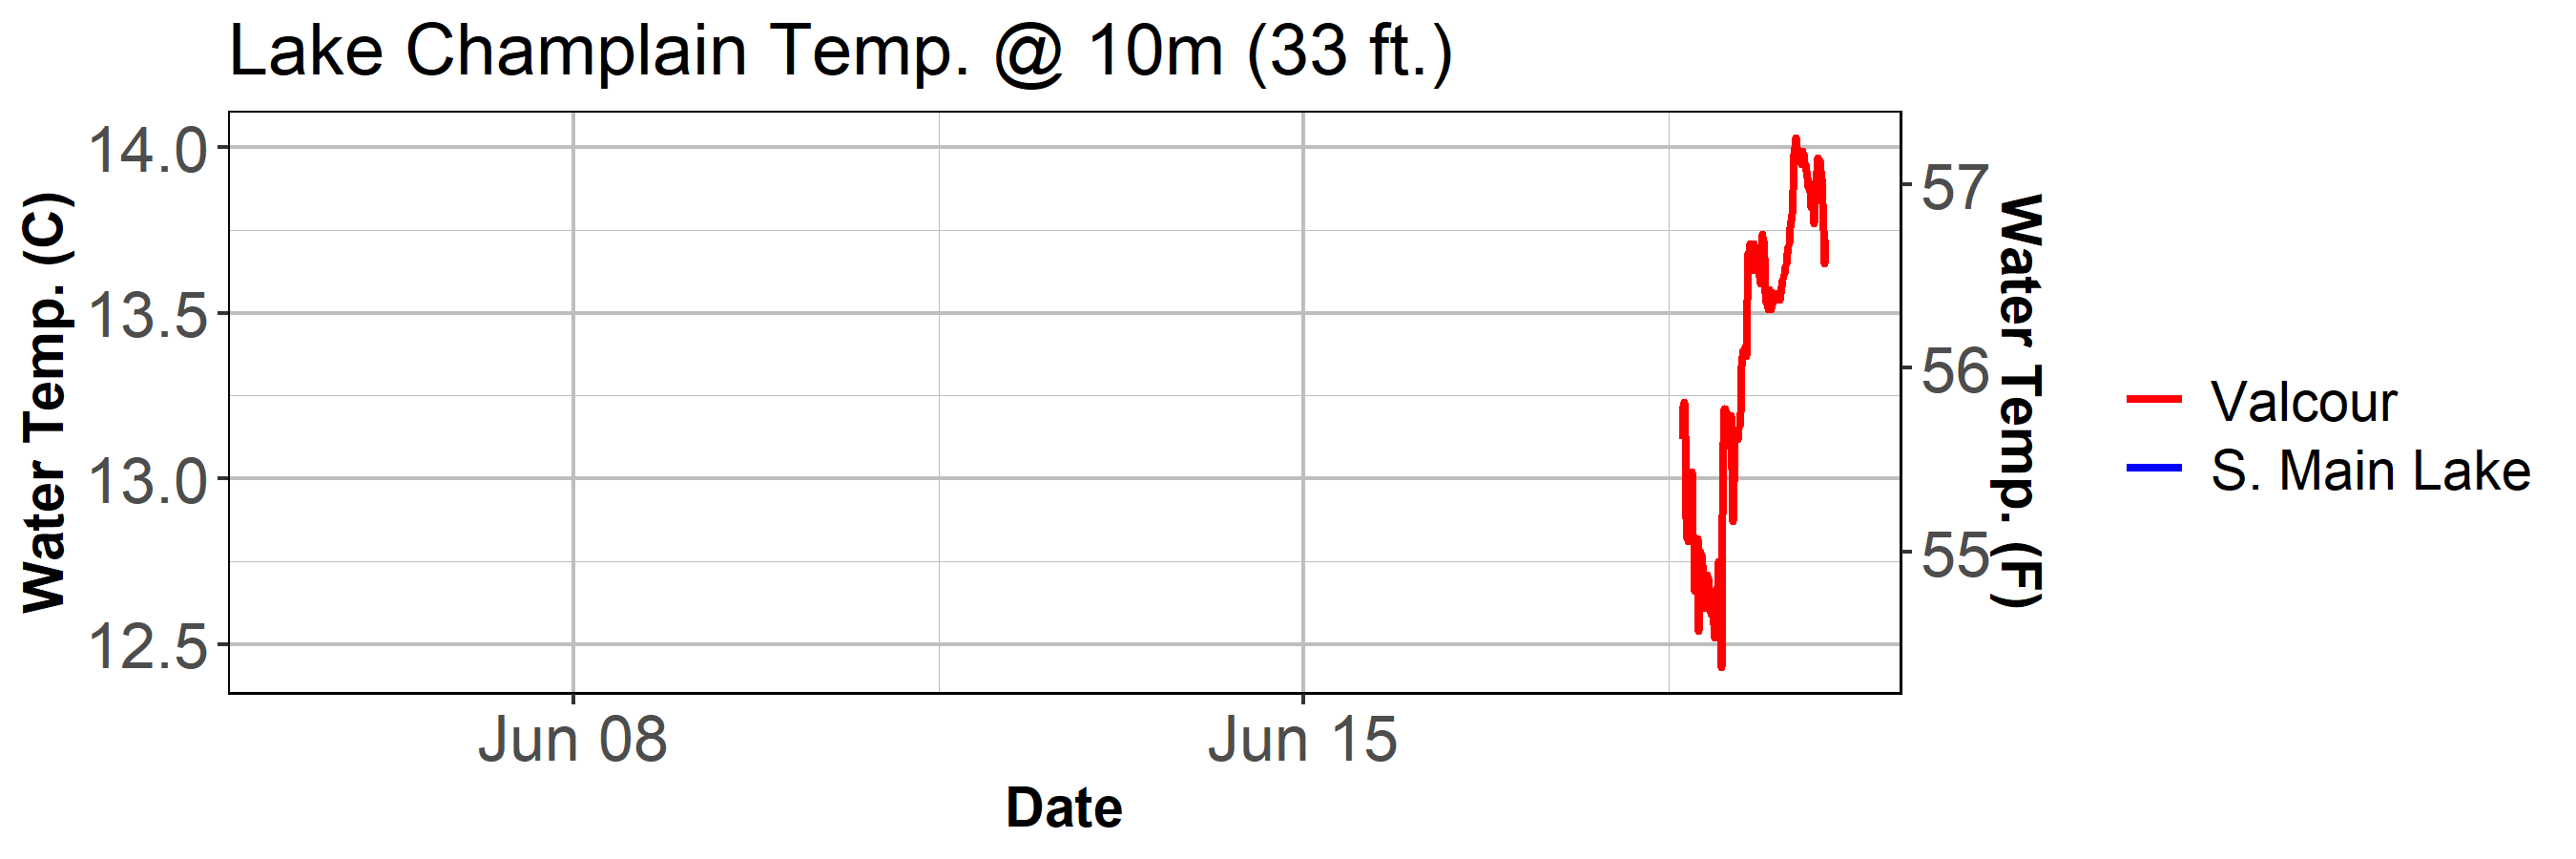 Lake Champlain Temp. @ 10m (33 ft.)
Water Temp. (C)
14.0
13.5
13.0
12.5
57
56
55
Water Temp. (F)
Jun 08
Jun 15
Date
Valcour
S. Main Lake